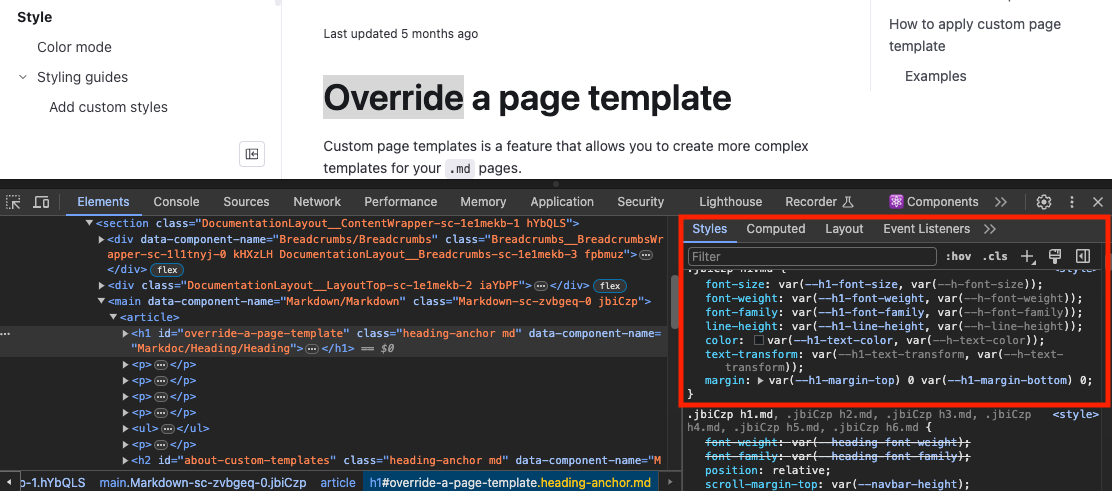 Style
Color mode
Styling guides
Add custom styles
Last updated 5 months ago
Override a page template
Custom page templates is a feature that allows you to create more complex
templates for your .md pages.
How to apply custom page
template
Examples
Elements Console Sources Network Performance Memory Application Security Lighthouse Recorder Components
<section class="DocumentationLayout__ContentWrapper-sc-1e1mekb-1 hYbQLS">
<div data-component-name="Breadcrumbs/Breadcrumbs" class="Breadcrumbs__BreadcrumbsWr
apper-sc-1l1tnyj-0 kHXzLH DocumentationLayout__Breadcrumbs-sc-1e1mekb-3 fpbmuz">…
</div> flex
<div class="DocumentationLayout__LayoutTop-sc-1e1mekb-2 iaYbPF">…</div> flex
<main data-component-name="Markdown/Markdown" class="Markdown-sc-zvbgeq-0 jbiCzp">
<article>
… <h1 id="override-a-page-template" class="heading-anchor md" data-component-name=
"Markdoc/Heading/Heading">…</h1> == $0
<p>…</p>
<p>…</p>
<p>…</p>
<p>…</p>
<ul>…</ul>
<p>…</p>
<h2 id="about-custom-templates" class="heading-anchor md" data-component-name="M
o-1.hYbQLS main.Markdown-sc-zvbgeq-0.jbiCzp article h1#override-a-page-template.heading-anchor.md
Styles Computed Layout Event Listeners
Filter :hov .cls
.jbiCzp h1.md { <style>
font-size: var(--h1-font-size, var(--h-font-size));
font-weight: var(--h1-font-weight, var(--h-font-weight));
font-family: var(--h1-font-family, var(--h-font-family));
line-height: var(--h1-line-height, var(--h-line-height));
color: var(--h1-text-color, var(--h-text-color));
text-transform: var(--h1-text-transform, var(--h-text-
transform));
margin: var(--h1-margin-top) 0 var(--h1-margin-bottom) 0;
}
.jbiCzp h1.md, .jbiCzp h2.md, .jbiCzp h3.md, .jbiCzp <style>
h4.md, .jbiCzp h5.md, .jbiCzp h6.md {
font-weight: var(--heading-font-weight);
font-family: var(--heading-font-family);
position: relative;
scroll-margin-top: var(--navbar-height);